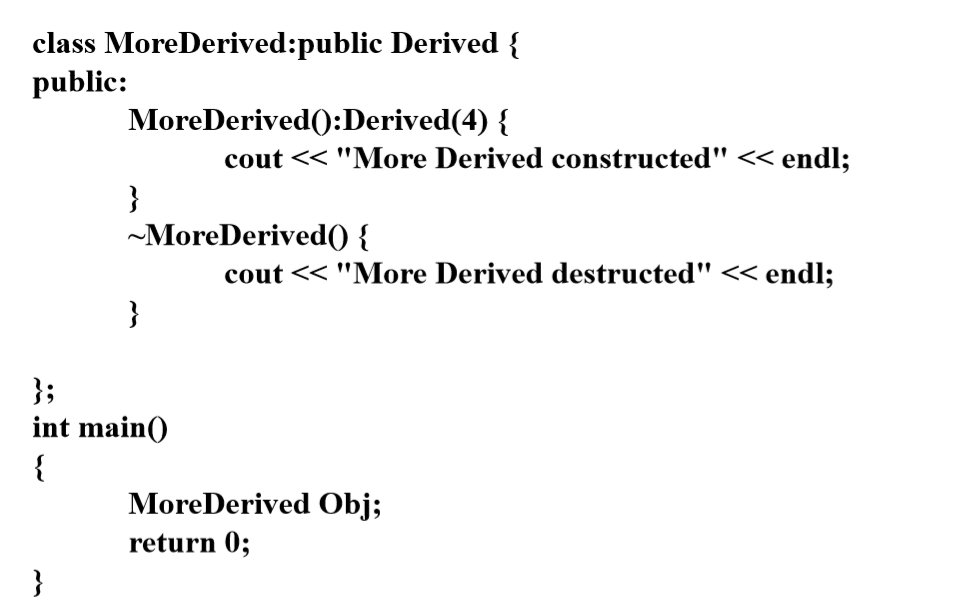 class MoreDerived:public Derived {
public:
MoreDerived():Derived(4) {
cout << "More Derived constructed" << endl;
}
~MoreDerived() {
cout << "More Derived destructed" << endl;
}
};
int main()
{
MoreDerived Obj;
return 0;
}